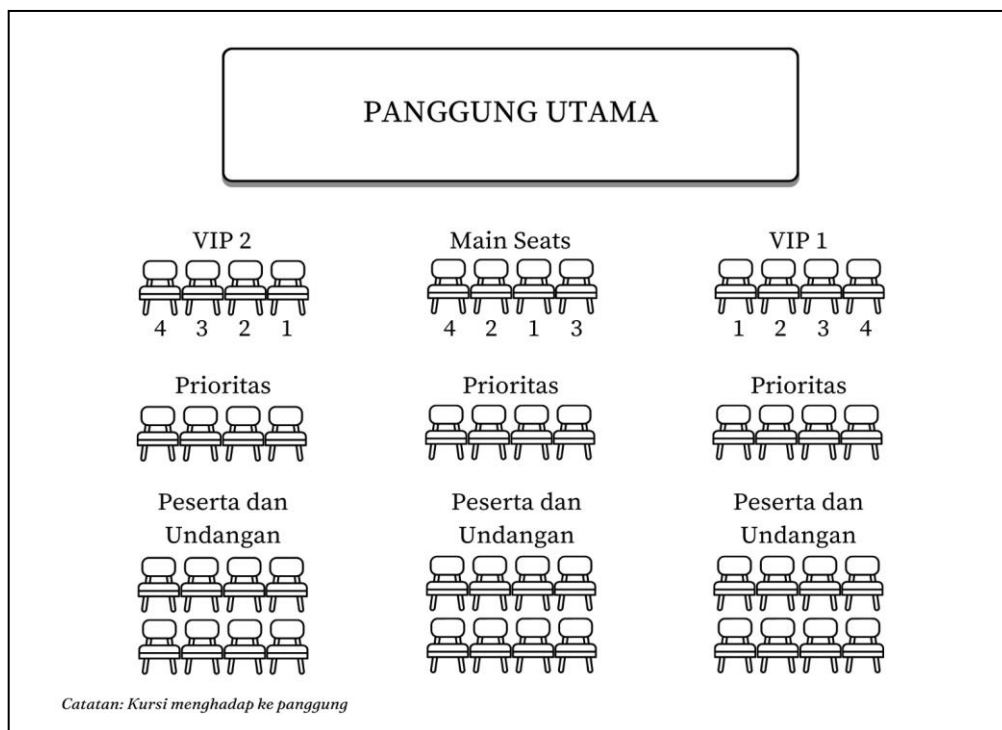 PANGGUNG UTAMA
VIP 2
Main Seats
VIP 1
4 3 2 1
4 2 1 3
1 2 3 4
Prioritas
Prioritas
Prioritas
Peserta dan
Undangan
Peserta dan
Undangan
Peserta dan
Undangan
Catatan: Kursi menghadap ke panggung